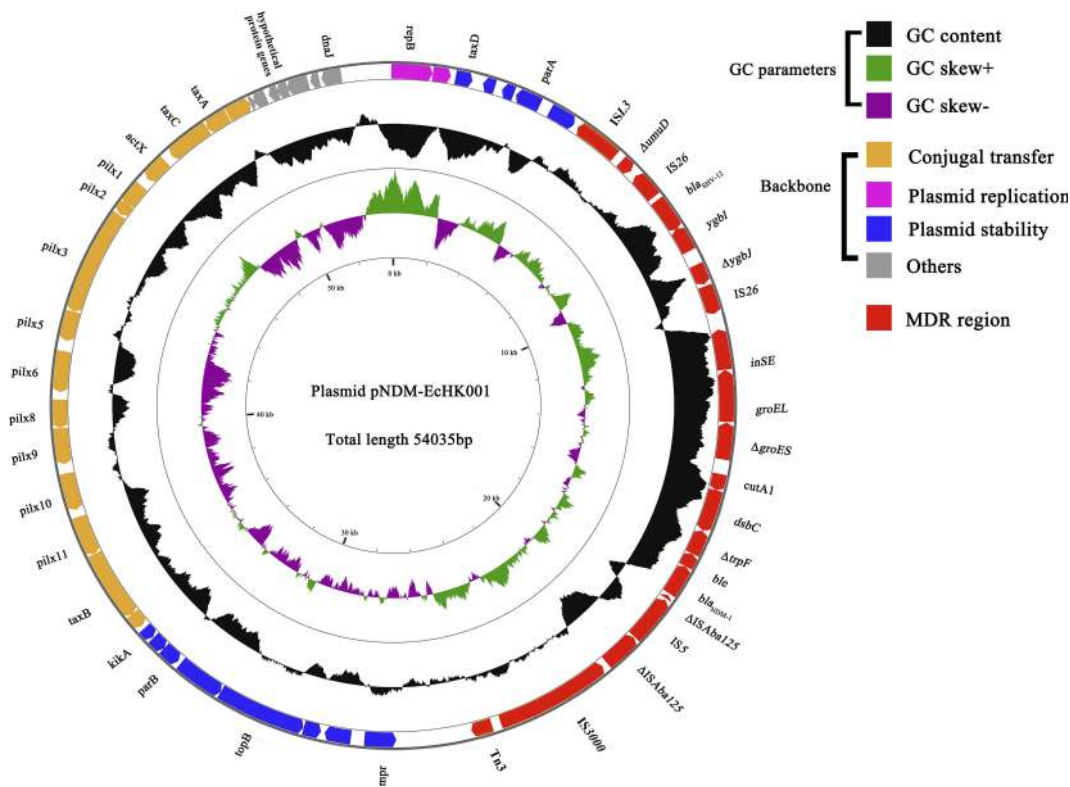 hypothetical
protein genes
dnaJ
repB
taxD
parA
ISL3
ΔumuD
IS26
blaSHV-12
ygbI
ΔygbJ
IS26
inSE
groEL
ΔgroES
cutA1
dsbC
ΔtrpF
ble
blaNDM-1
ΔISAba125
IS5
ΔISAba125
IS3000
Tn3
mpr
topB
parB
kikA
taxB
pilx11
pilx10
pilx9
pilx8
pilx6
pilx5
pilx3
pilx2
pilx1
actX
taxC
taxA
0 kb
10 kb
20 kb
30 kb
40 kb
50 kb
Plasmid pNDM-EcHK001
Total length 54035bp
GC parameters
GC content
GC skew+
GC skew-
Backbone
Conjugal transfer
Plasmid replication
Plasmid stability
Others
MDR region